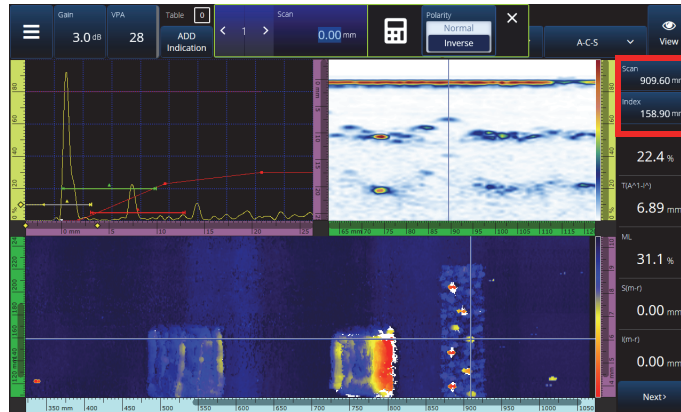 Gain
3.0 dB
VPA
28
Table 0
ADD
Indication
1
Scan
0.00 mm
Polarity
Normal
Inverse
A-C-S
View
Scan
909.60 mm
Index
158.90 mm
22.4 %
T(A^1-I^)
6.89 mm
ML
31.1 %
S(m-r)
0.00 mm
I(m-r)
0.00 mm
Next>
0 mm 5 10 15 20 25
65 mm 70 75 80 85 90 95 100 105 110 115
350 mm 400 450 500 550 600 650 700 750 800 850 900 950 1000 1050